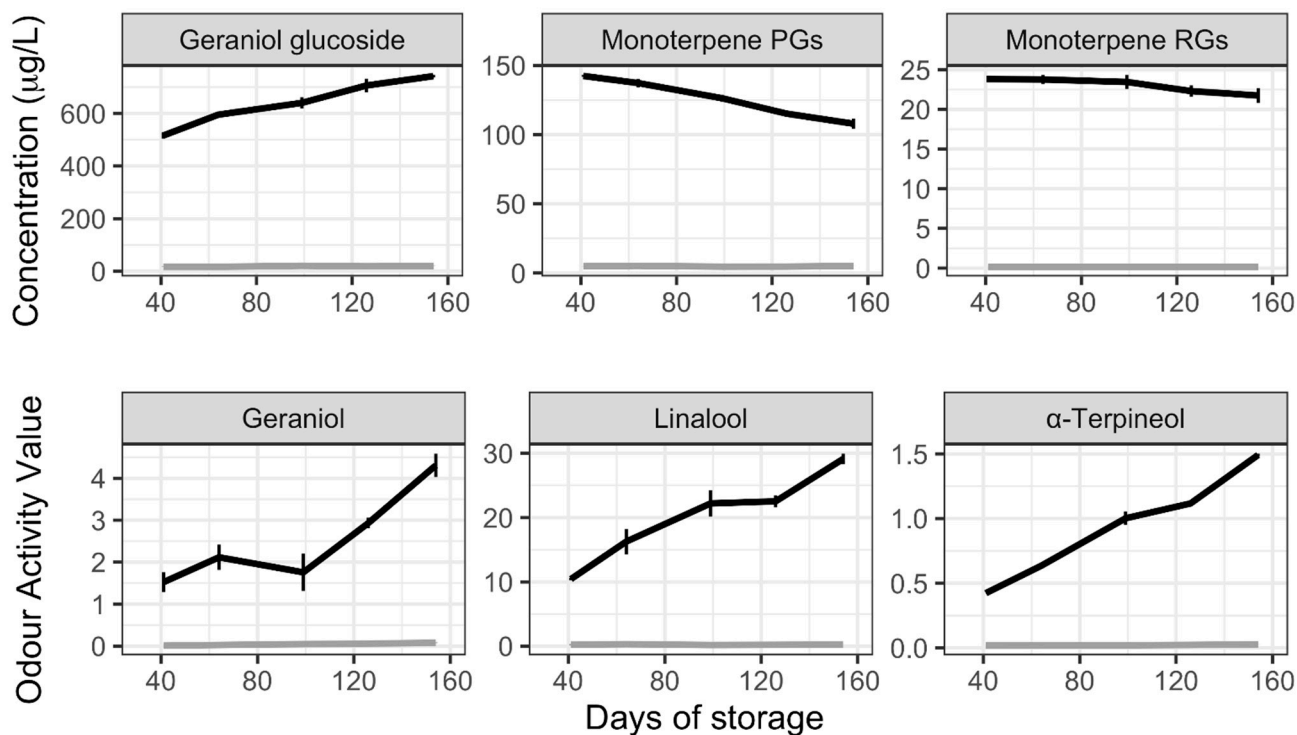 Geraniol glucoside
Monoterpene PGs
Monoterpene RGs
Concentration (µg/L)
600
400
200
0
150
100
50
0
25
20
15
10
5
0
40 80 120 160
40 80 120 160
40 80 120 160
Geraniol
Linalool
α-Terpineol
Odour Activity Value
4
3
2
1
0
30
20
10
0
1.5
1.0
0.5
0.0
40 80 120 160
40 80 120 160
40 80 120 160
Days of storage